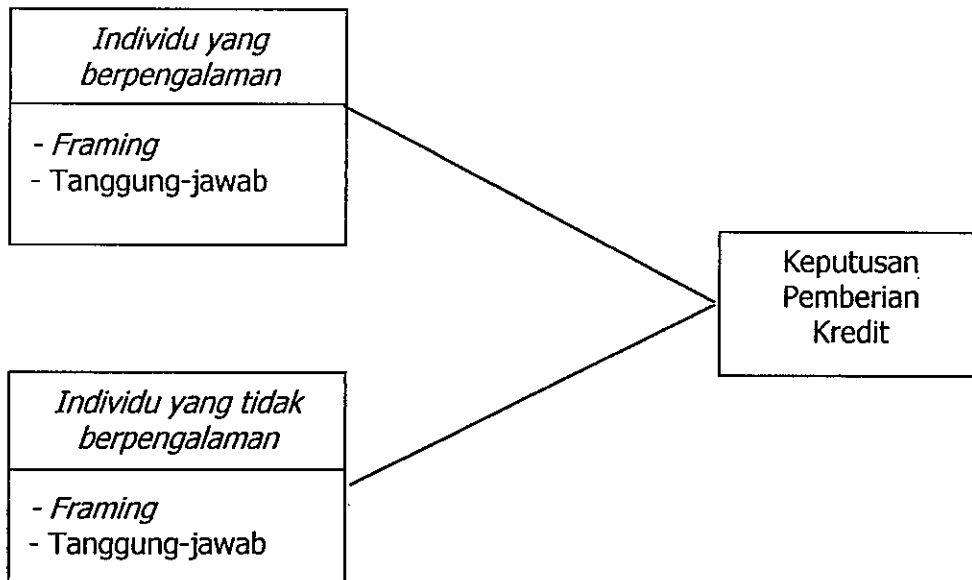 Individu yang
berpengalaman
- Framing
- Tanggung-jawab
Keputusan
Pemberian
Kredit
Individu yang tidak
berpengalaman
- Framing
- Tanggung-jawab